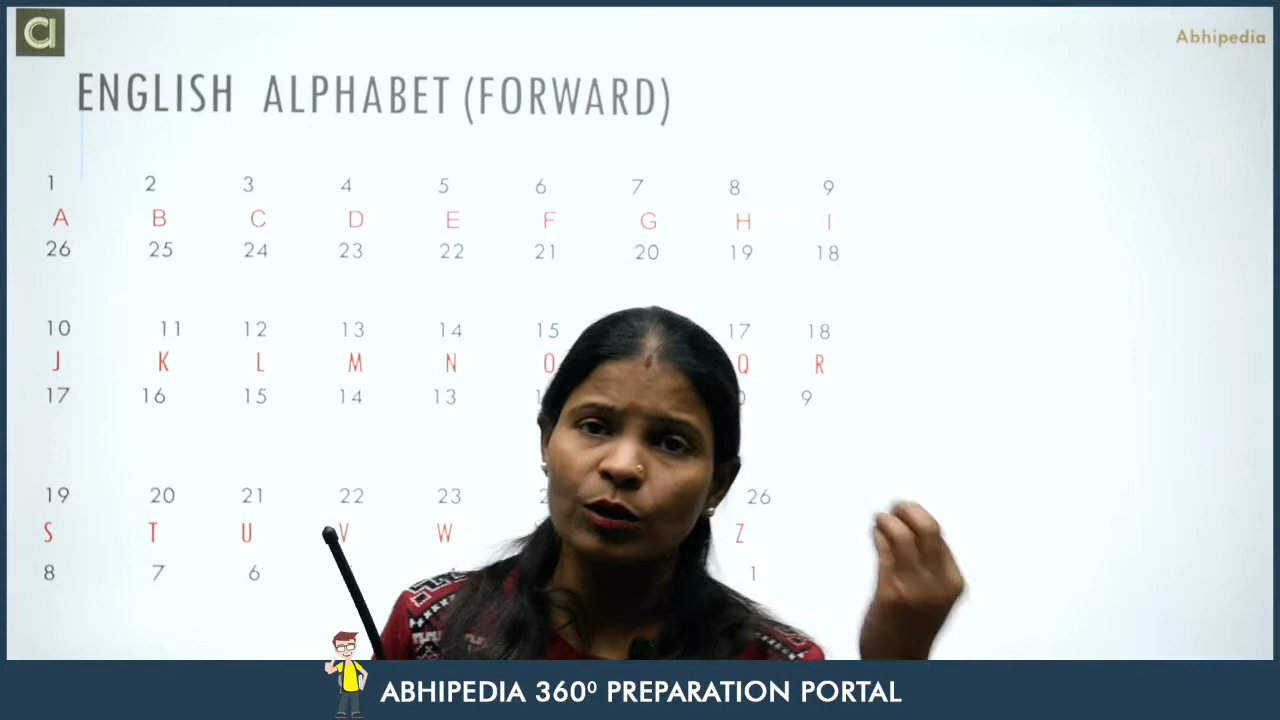 CA
Abhipedia
ENGLISH ALPHABET (FORWARD)
1 2 3 4 5 6 7 8 9
A B C D E F G H I
26 25 24 23 22 21 20 19 18
10 11 12 13 14 15 17 18
J K L M N O Q R
17 16 15 14 13 9
19 20 21 22 23 26
S T U V W Z
8 7 6 1
ABHIPEDIA 360⁰ PREPARATION PORTAL